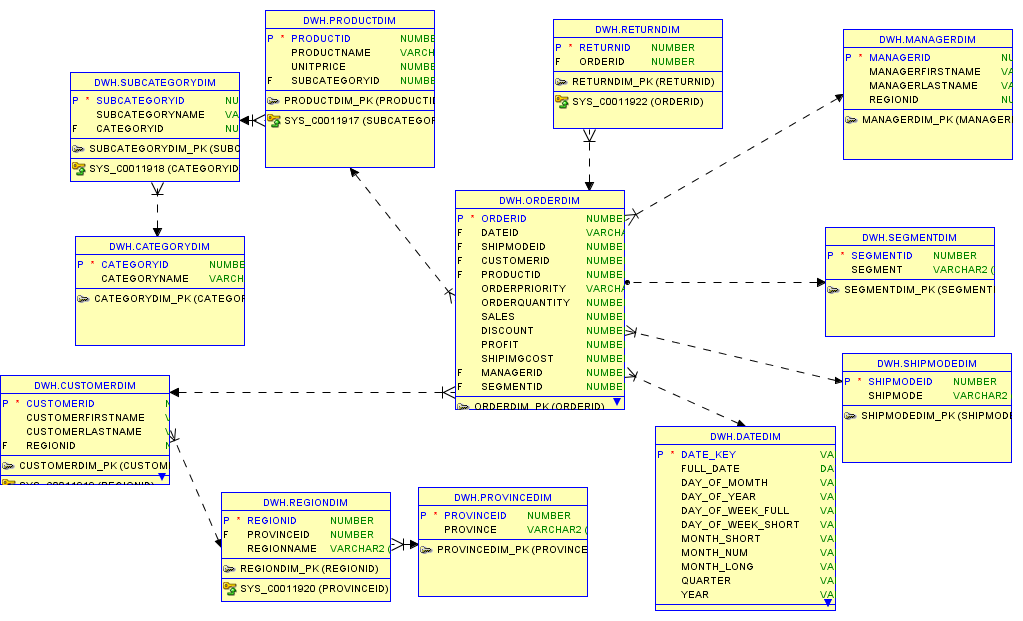 DWH.PRODUCTDIM
P * PRODUCTID NUMBE
PRODUCTNAME VARCH
UNITPRICE NUMBE
F SUBCATEGORYID NUMBE
PRODUCTDIM_PK (PRODUCTI
SYS_C0011917 (SUBCATEGOR
DWH.RETURNDIM
P * RETURNID NUMBER
F ORDERID NUMBER
RETURNDIM_PK (RETURNID)
SYS_C0011922 (ORDERID)
DWH.MANAGERDIM
P * MANAGERID NU
MANAGERFIRSTNAME VA
MANAGERLASTNAME VA
REGIONID NU
MANAGERDIM_PK (MANAGER
DWH.SUBCATEGORYDIM
P * SUBCATEGORYID NU
SUBCATEGORYNAME VA
F CATEGORYID NU
SUBCATEGORYDIM_PK (SUBC
SYS_C0011918 (CATEGORYID
DWH.ORDERDIM
P * ORDERID NUMBE
F DATEID VARCHA
F SHIPMODEID NUMBE
F CUSTOMERID NUMBE
F PRODUCTID NUMBE
ORDERPRIORITY VARCHA
ORDERQUANTITY NUMBE
SALES NUMBE
DISCOUNT NUMBE
PROFIT NUMBE
SHIPIMGCOST NUMBE
F MANAGERID NUMBE
F SEGMENTID NUMBE
ORDERDIM_PK (ORDERID)
DWH.CATEGORYDIM
P * CATEGORYID NUMBE
CATEGORYNAME VARCH
CATEGORYDIM_PK (CATEGOR
DWH.SEGMENTDIM
P * SEGMENTID NUMBER
SEGMENT VARCHAR2 (
SEGMENTDIM_PK (SEGMENT
DWH.SHIPMODEDIM
P * SHIPMODEID NUMBER
SHIPMODE VARCHAR2
SHIPMODEDIM_PK (SHIPMODI
DWH.CUSTOMERDIM
P * CUSTOMERID N
CUSTOMERFIRSTNAME V
CUSTOMERLASTNAME V
F REGIONID N
CUSTOMERDIM_PK (CUSTOM
DWH.DATEDIM
P * DATE_KEY VA
FULL_DATE DA
DAY_OF_MOMTH VA
DAY_OF_YEAR VA
DAY_OF_WEEK_FULL VA
DAY_OF_WEEK_SHORT VA
MONTH_SHORT VA
MONTH_NUM VA
MONTH_LONG VA
QUARTER VA
YEAR VA
DWH.REGIONDIM
P * REGIONID NUMBER
F PROVINCEID NUMBER
REGIONNAME VARCHAR2 (
REGIONDIM_PK (REGIONID)
SYS_C0011920 (PROVINCEID)
DWH.PROVINCEDIM
P * PROVINCEID NUMBER
PROVINCE VARCHAR2 (
PROVINCEDIM_PK (PROVINCE